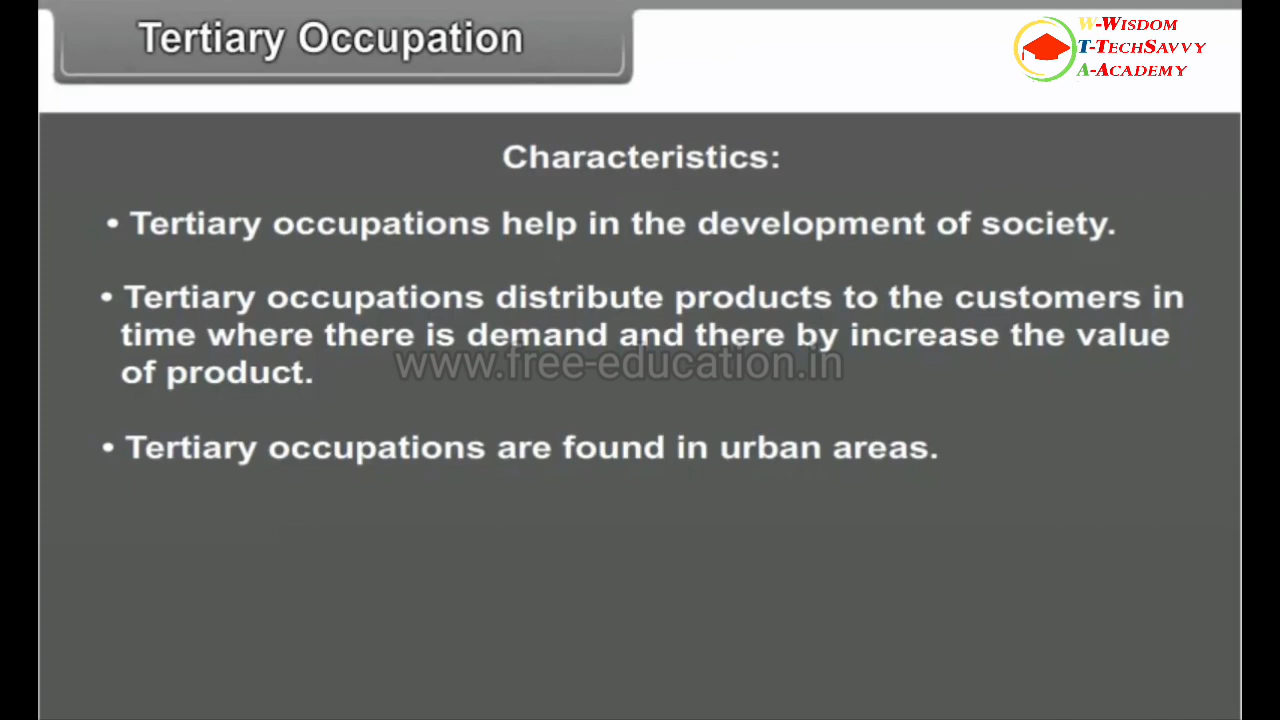 Tertiary Occupation
W-Wisdom
T-TechSavvy
A-Academy
Characteristics:
• Tertiary occupations help in the development of society.
• Tertiary occupations distribute products to the customers in
time where there is demand and there by increase the value
of product.
www.free-education.in
• Tertiary occupations are found in urban areas.